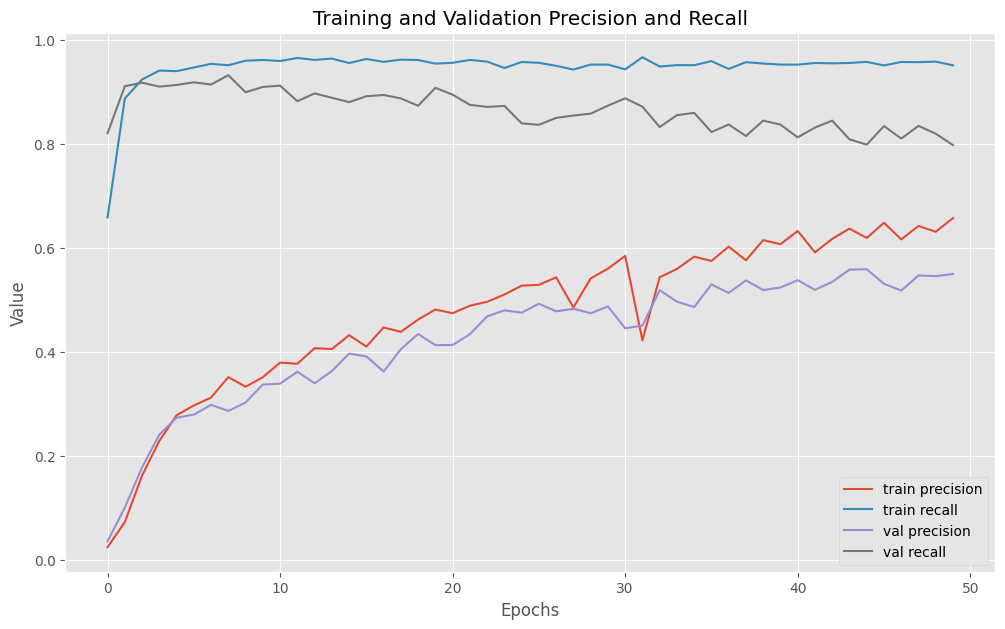 Training and Validation Precision and Recall
1.0
0.8
0.6
0.4
0.2
0.0
Value
0
10
20
30
40
50
Epochs
train precision
train recall
val precision
val recall